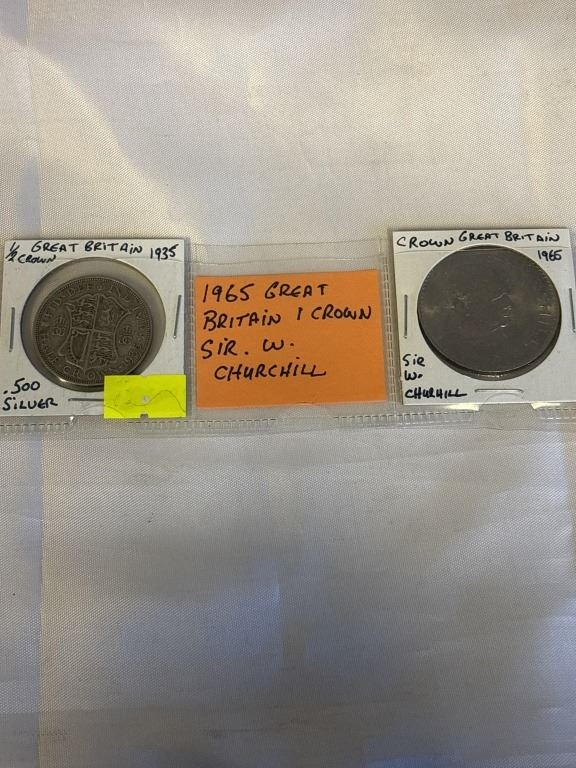 ½ GREAT BRITAIN 1935
CROWN
.500
SILVER
1965 GREAT
BRITAIN 1 CROWN
SIR. W.
CHURCHILL
CROWN GREAT BRITAIN
1965
SIR
W.
CHURHILL